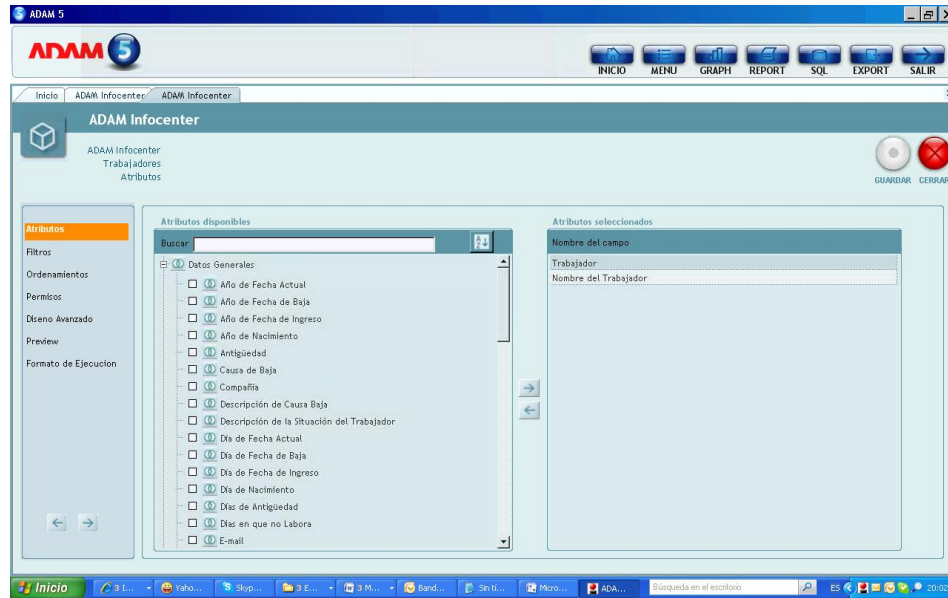 ADAM 5
ADAM 5
INICIO MENU GRAPH REPORT SQL EXPORT SALIR
Inicio ADAM Infocenter ADAM Infocenter
ADAM Infocenter
ADAM Infocenter
Trabajadores
Atributos
GUARDAR CERRAR
Atributos
Filtros
Ordenamientos
Permisos
Diseno Avanzado
Preview
Formato de Ejecucion
Atributos disponibles
Buscar
Datos Generales
Año de Fecha Actual
Año de Fecha de Baja
Año de Fecha de Ingreso
Año de Nacimiento
Antigüedad
Causa de Baja
Compañía
Descripción de Causa Baja
Descripción de la Situación del Trabajador
Día de Fecha Actual
Día de Fecha de Baja
Día de Fecha de Ingreso
Día de Nacimiento
Días de Antigüedad
Días en que no Labora
E-mail
Atributos seleccionados
Nombre del campo
Trabajador
Nombre del Trabajador
Inicio 3 I... Yaho... Skyp... 3 E... 3 M... Band... Sin tí... Micro... ADA... Búsqueda en el escritorio ES 20:02